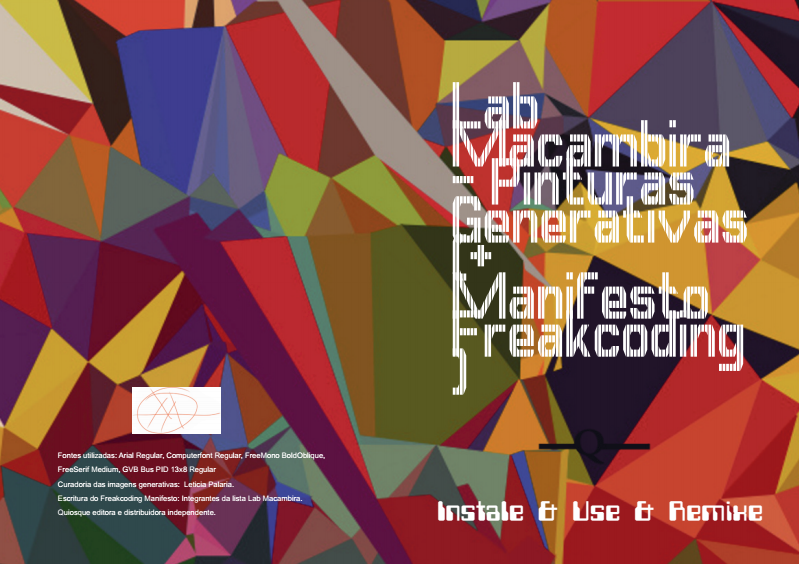 Lab
Macambira
- Pinturas
Generativas
(+
Manifesto
Freakcoding
)
Q
Instale & Use & Remixe
Fontes utilizadas: Arial Regular, Computerfont Regular, FreeMono BoldOblique,
FreeSerif Medium, GVB Bus PID 13x8 Regular
Curadoria das imagens generativas: Leticia Palaria.
Escritura do Freakcoding Manifesto: Integrantes da lista Lab Macambira.
Quiosque editora e distribuidora independente.